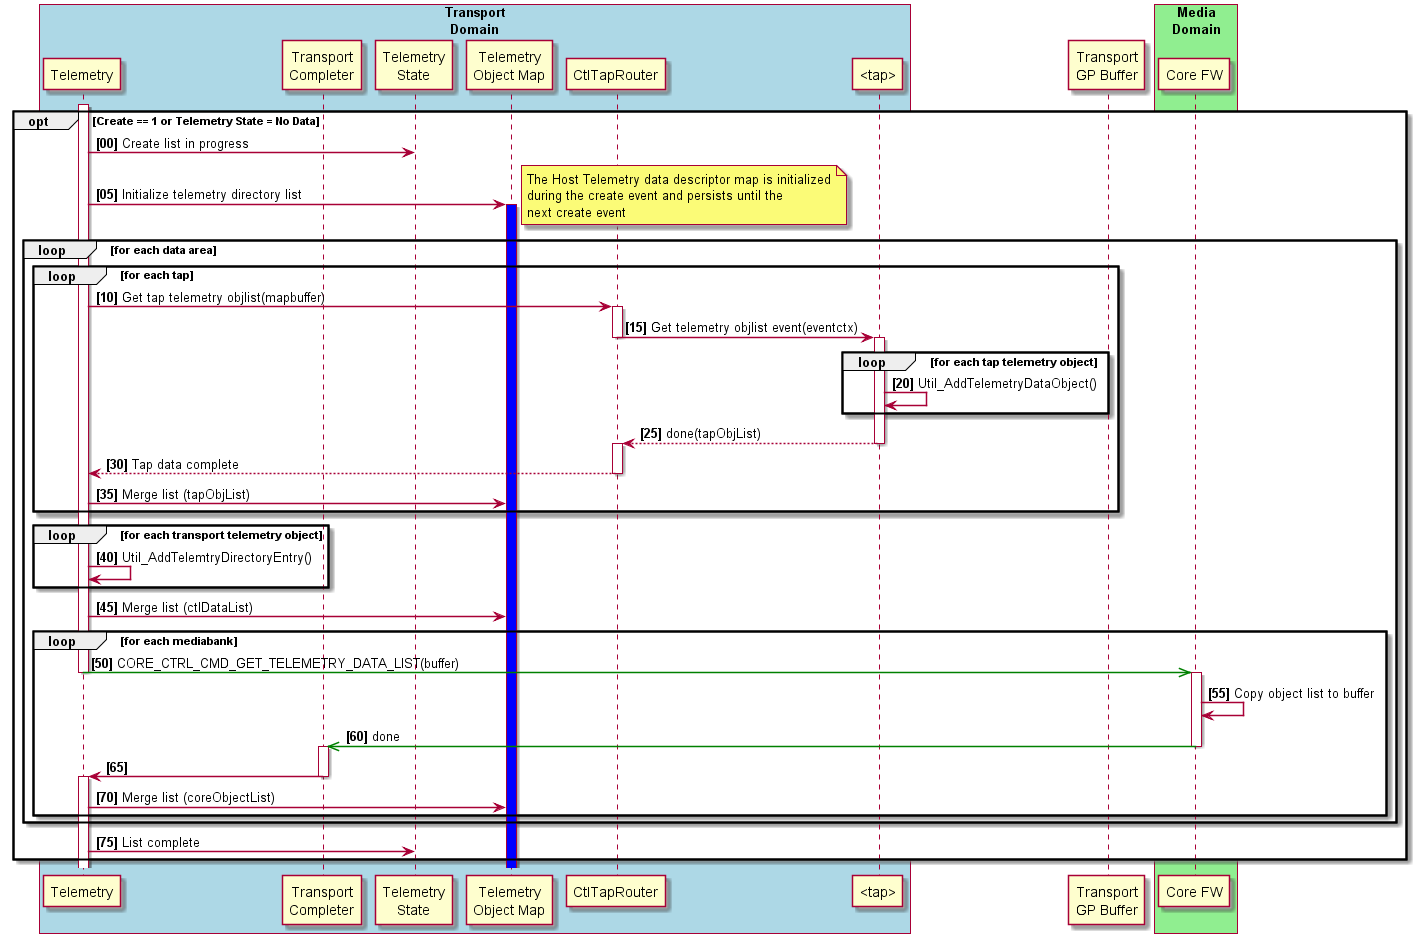 Transport
Domain
Media
Domain
Telemetry
Transport
Completer
Telemetry
State
Telemetry
Object Map
CtlTapRouter
<tap>
Transport
GP Buffer
Core FW
opt [Create == 1 or Telemetry State = No Data]
[00] Create list in progress
The Host Telemetry data descriptor map is initialized
during the create event and persists until the
next create event
[05] Initialize telemetry directory list
loop [for each data area]
loop [for each tap]
[10] Get tap telemetry objlist(mapbuffer)
[15] Get telemetry objlist event(eventctx)
loop [for each tap telemetry object]
[20] Util_AddTelemetryDataObject()
[25] done(tapObjList)
[30] Tap data complete
[35] Merge list (tapObjList)
loop [for each transport telemetry object]
[40] Util_AddTelemtryDirectoryEntry()
[45] Merge list (ctlDataList)
loop [for each mediabank]
[50] CORE_CTRL_CMD_GET_TELEMETRY_DATA_LIST(buffer)
[55] Copy object list to buffer
[60] done
[65]
[70] Merge list (coreObjectList)
[75] List complete
Telemetry
Transport
Completer
Telemetry
State
Telemetry
Object Map
CtlTapRouter
<tap>
Transport
GP Buffer
Core FW